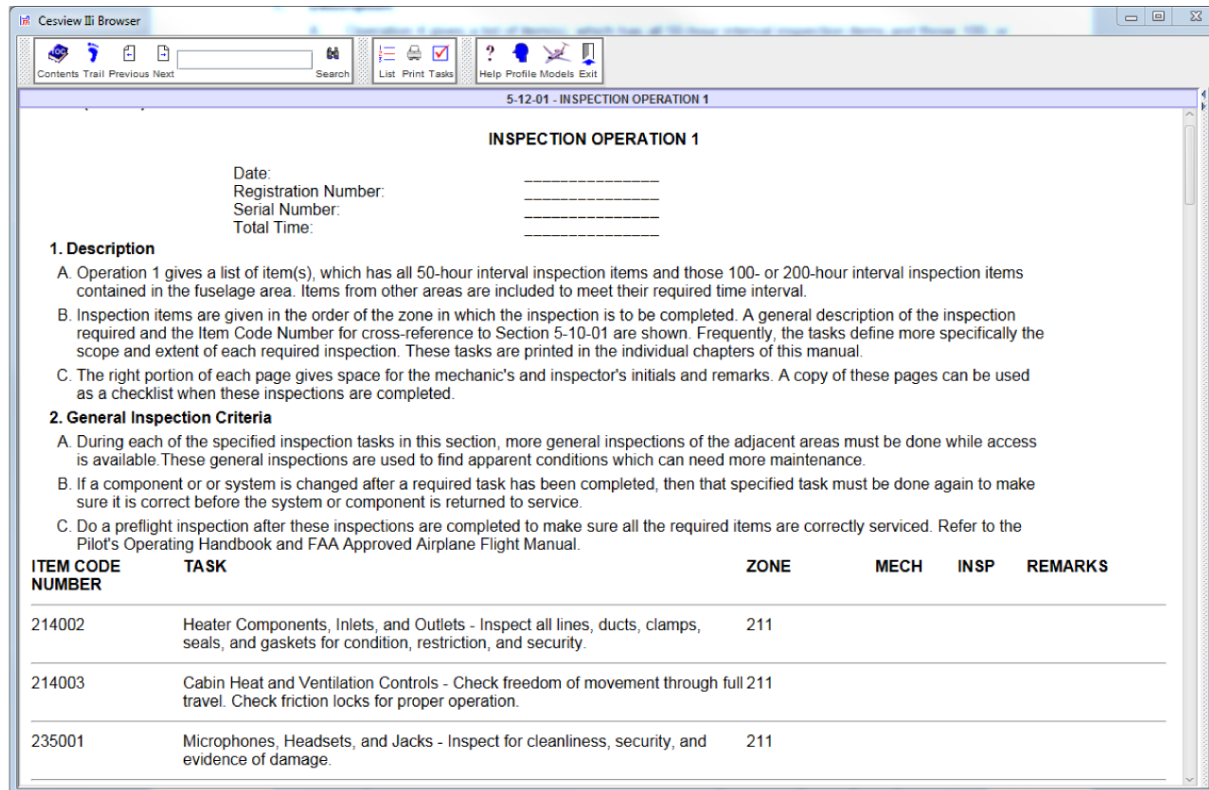 Cesview IIi Browser
Contents Trail Previous Next Search List Print Tasks Help Profile Models Exit
5-12-01 - INSPECTION OPERATION 1
INSPECTION OPERATION 1
Date: _______________
Registration Number: _______________
Serial Number: _______________
Total Time: _______________
1. Description
A. Operation 1 gives a list of item(s), which has all 50-hour interval inspection items and those 100- or 200-hour interval inspection items
contained in the fuselage area. Items from other areas are included to meet their required time interval.
B. Inspection items are given in the order of the zone in which the inspection is to be completed. A general description of the inspection
required and the Item Code Number for cross-reference to Section 5-10-01 are shown. Frequently, the tasks define more specifically the
scope and extent of each required inspection. These tasks are printed in the individual chapters of this manual.
C. The right portion of each page gives space for the mechanic's and inspector's initials and remarks. A copy of these pages can be used
as a checklist when these inspections are completed.
2. General Inspection Criteria
A. During each of the specified inspection tasks in this section, more general inspections of the adjacent areas must be done while access
is available.These general inspections are used to find apparent conditions which can need more maintenance.
B. If a component or or system is changed after a required task has been completed, then that specified task must be done again to make
sure it is correct before the system or component is returned to service.
C. Do a preflight inspection after these inspections are completed to make sure all the required items are correctly serviced. Refer to the
Pilot's Operating Handbook and FAA Approved Airplane Flight Manual.
ITEM CODE TASK ZONE MECH INSP REMARKS
NUMBER
214002 Heater Components, Inlets, and Outlets - Inspect all lines, ducts, clamps, 211
seals, and gaskets for condition, restriction, and security.
214003 Cabin Heat and Ventilation Controls - Check freedom of movement through full 211
travel. Check friction locks for proper operation.
235001 Microphones, Headsets, and Jacks - Inspect for cleanliness, security, and 211
evidence of damage.